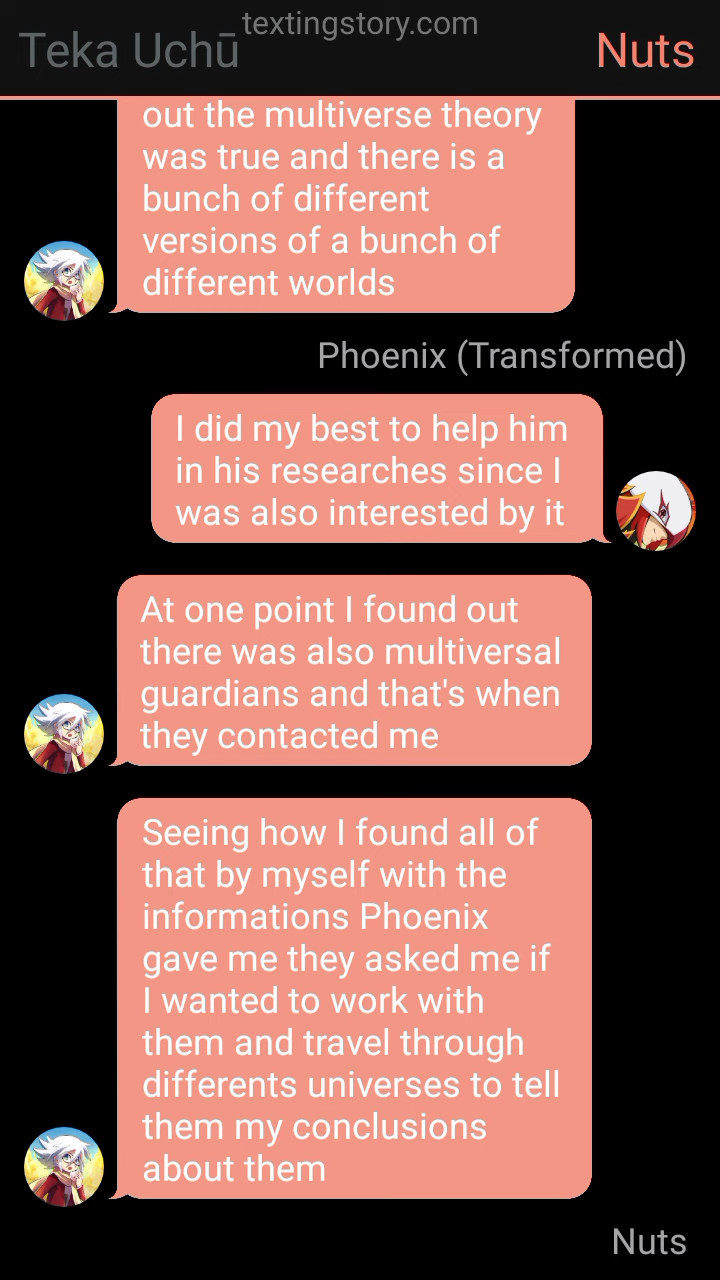 textingstory.com
Teka Uchū
Nuts
out the multiverse theory
was true and there is a
bunch of different
versions of a bunch of
different worlds
Phoenix (Transformed)
I did my best to help him
in his researches since I
was also interested by it
At one point I found out
there was also multiversal
guardians and that's when
they contacted me
Seeing how I found all of
that by myself with the
informations Phoenix
gave me they asked me if
I wanted to work with
them and travel through
differents universes to tell
them my conclusions
about them
Nuts